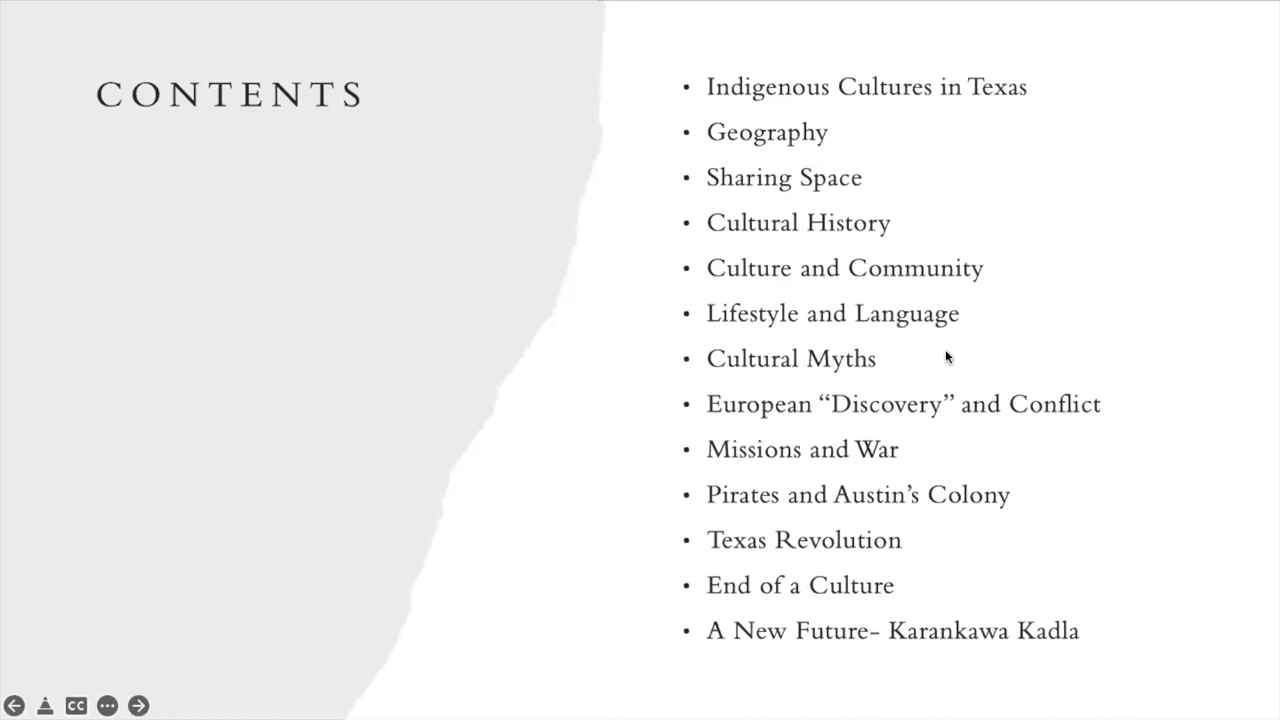 CONTENTS
• Indigenous Cultures in Texas
• Geography
• Sharing Space
• Cultural History
• Culture and Community
• Lifestyle and Language
• Cultural Myths
• European “Discovery” and Conflict
• Missions and War
• Pirates and Austin’s Colony
• Texas Revolution
• End of a Culture
• A New Future- Karankawa Kadla
CC